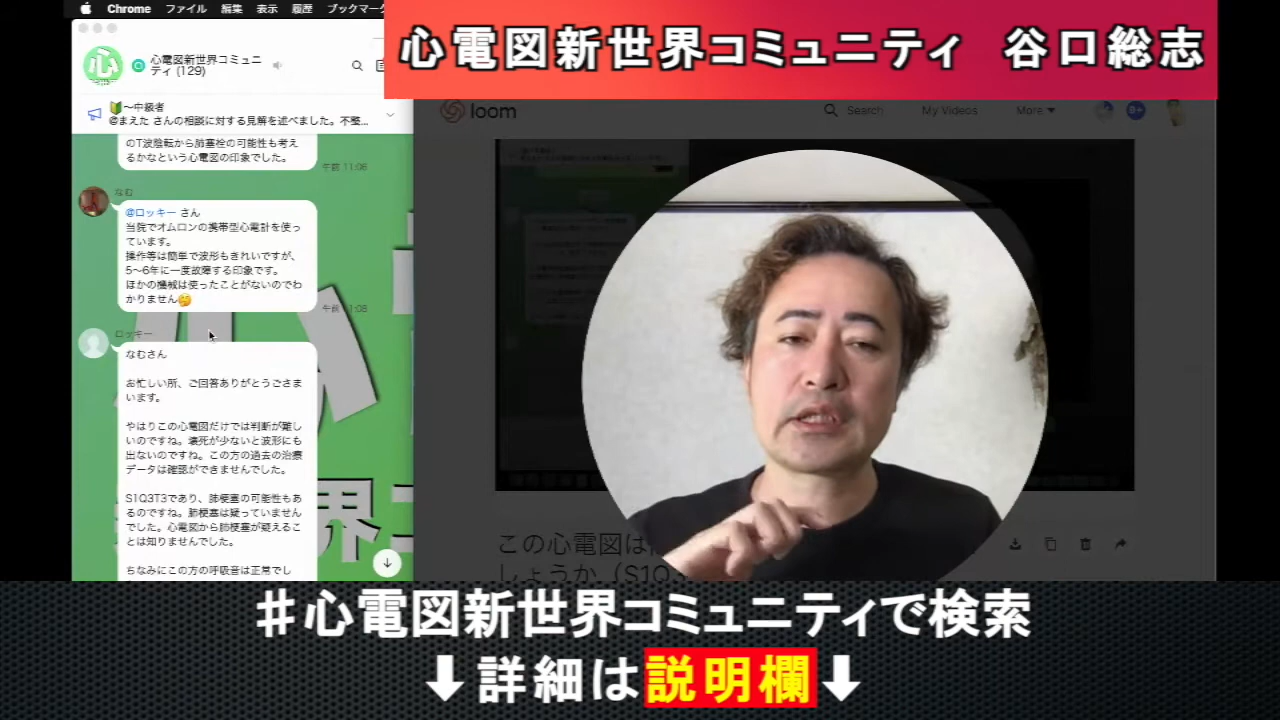 Chrome ファイル 編集 表示 履歴 ブックマーク
心電図新世界コミュニティ 谷口総志
心電図新世界コミュニ
ティ (129)
🔰〜中級者
@まえた さんの相談に対する見解を述べました。不整...
のT波陰転から肺塞栓の可能性も考え
るかなという心電図の印象でした。
午前 11:06
なむ
@ロッキー さん
当院でオムロンの携帯型心電計を使っ
ています。
操作等は簡単で波形もきれいですが、
5〜6年に一度故障する印象です。
ほかの機械は使ったことがないのでわ
かりません🤔
午前 11:08
ロッキー
なむさん
お忙しい所、ご回答ありがとうござま
います。
やはりこの心電図だけでは判断が難し
いのですね。壊死が少ないと波形にも
出ないのですね。この方の過去の治療
データは確認ができませんでした。
S1Q3T3であり、肺梗塞の可能性もあ
るのですね。肺梗塞は疑っていません
でした。心電図から肺梗塞が疑えるこ
とは知りませんでした。
ちなみにこの方の呼吸音は正常でし
loom
Search My Videos More
この心電図は
しょうか（S1Q3
#心電図新世界コミュニティで検索
⬇詳細は説明欄⬇